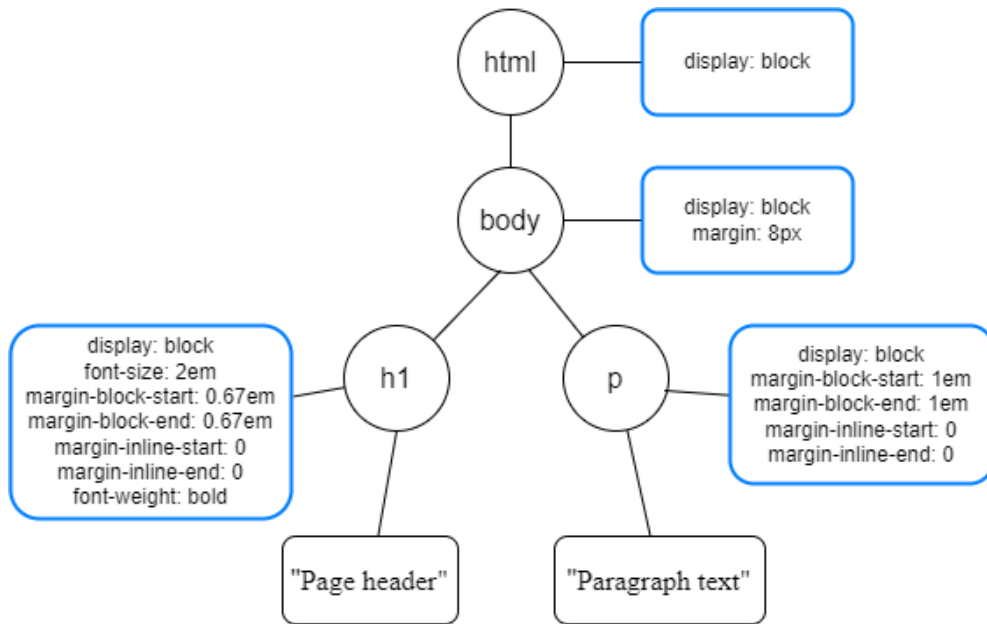 html
display: block
body
display: block
margin: 8px
display: block
font-size: 2em
margin-block-start: 0.67em
margin-block-end: 0.67em
margin-inline-start: 0
margin-inline-end: 0
font-weight: bold
h1
p
display: block
margin-block-start: 1em
margin-block-end: 1em
margin-inline-start: 0
margin-inline-end: 0
"Page header"
"Paragraph text"